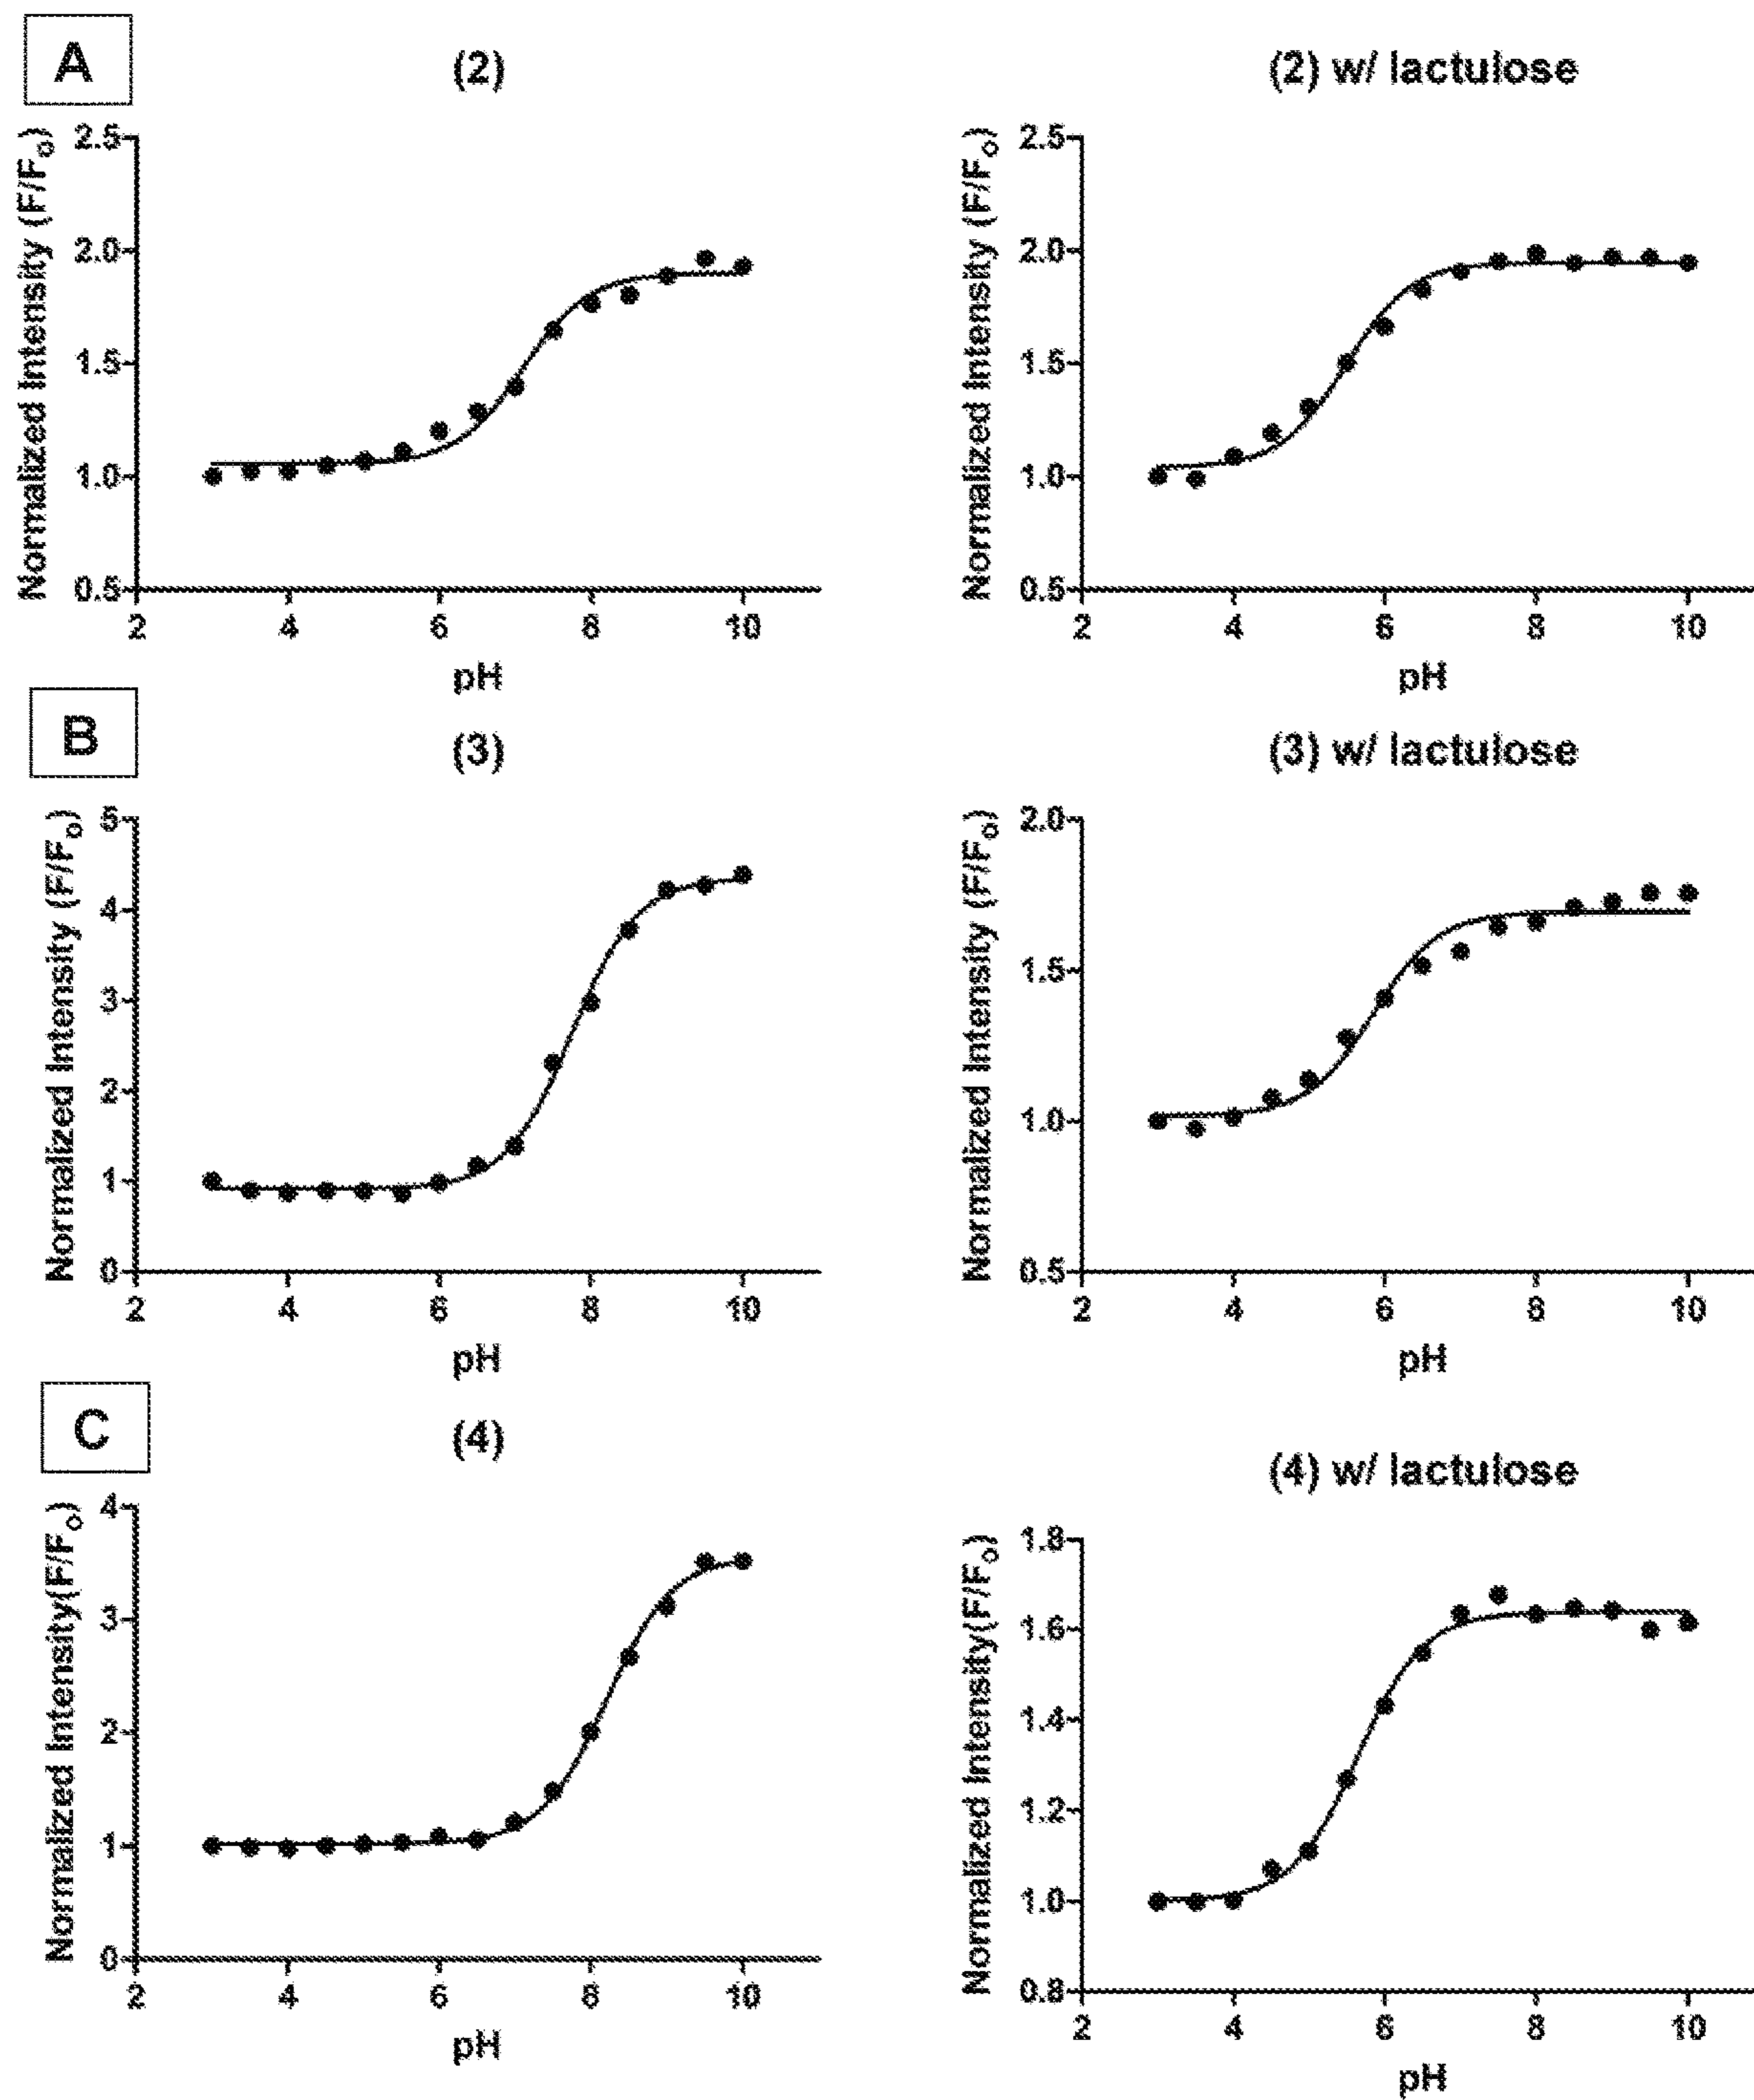 A
(2)
(2) w/ lactulose
Normalized Intensity (F/Fo)
2.5
2.0
1.5
1.0
0.5
2 4 6 8 10
pH
Normalized Intensity (F/Fo)
2.5
2.0
1.5
1.0
0.5
2 4 6 8 10
pH
B
(3)
(3) w/ lactulose
Normalized Intensity (F/Fo)
5
4
3
2
1
0
2 4 6 8 10
pH
Normalized Intensity (F/Fo)
2.0
1.5
1.0
0.5
2 4 6 8 10
pH
C
(4)
(4) w/ lactulose
Normalized Intensity(F/Fo)
4
3
2
1
0
2 4 6 8 10
pH
Normalized Intensity(F/Fo)
1.8
1.6
1.4
1.2
1.0
0.8
2 4 6 8 10
pH